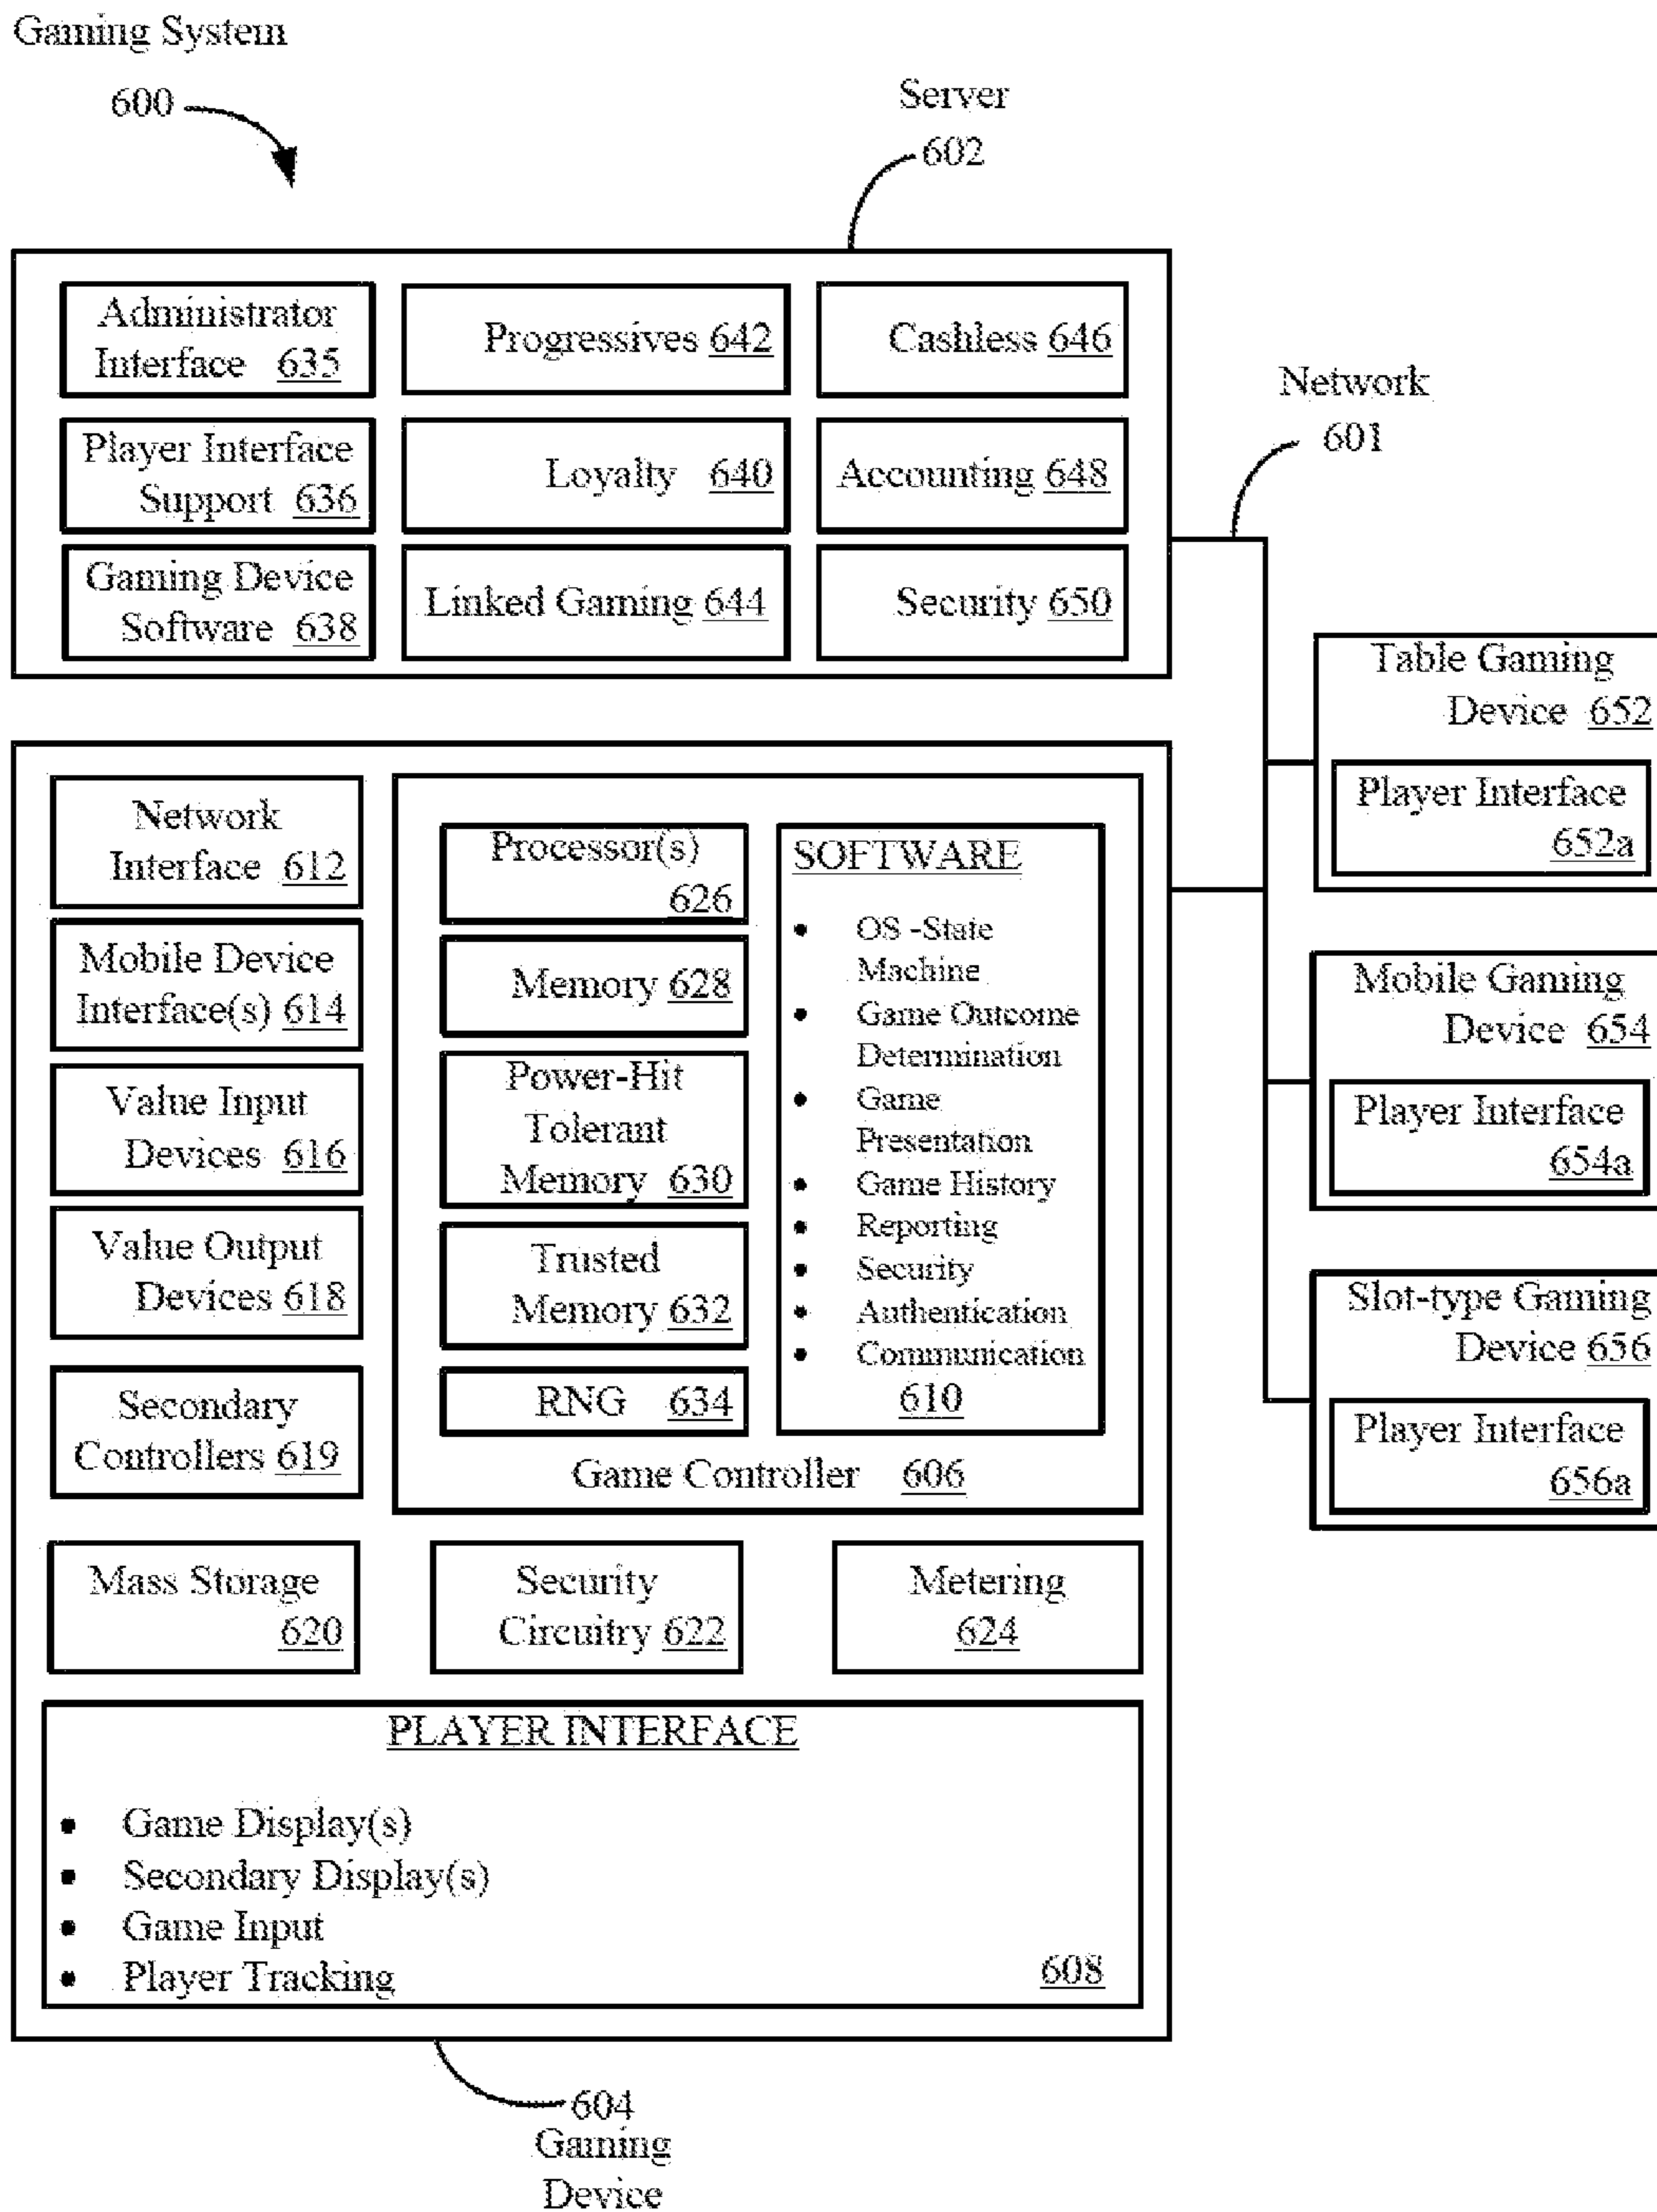 Gaming System
600
Server
602
Administrator
Interface 635
Progressives 642
Cashless 646
Player Interface
Support 636
Loyalty 640
Accounting 648
Gaming Device
Software 638
Linked Gaming 644
Security 650
Network
601
Table Gaming
Device 652
Player Interface
652a
Mobile Gaming
Device 654
Player Interface
654a
Slot-type Gaming
Device 656
Player Interface
656a
Network
Interface 612
Mobile Device
Interface(s) 614
Value Input
Devices 616
Value Output
Devices 618
Secondary
Controllers 619
Processor(s)
626
Memory 628
Power-Hit
Tolerant
Memory 630
Trusted
Memory 632
RNG 634
SOFTWARE
• OS -State
Machine
• Game Outcome
Determination
• Game
Presentation
• Game History
• Reporting
• Security
• Authentication
• Communication
610
Game Controller 606
Mass Storage
620
Security
Circuitry 622
Metering
624
PLAYER INTERFACE
• Game Display(s)
• Secondary Display(s)
• Game Input
• Player Tracking
608
604
Gaming
Device